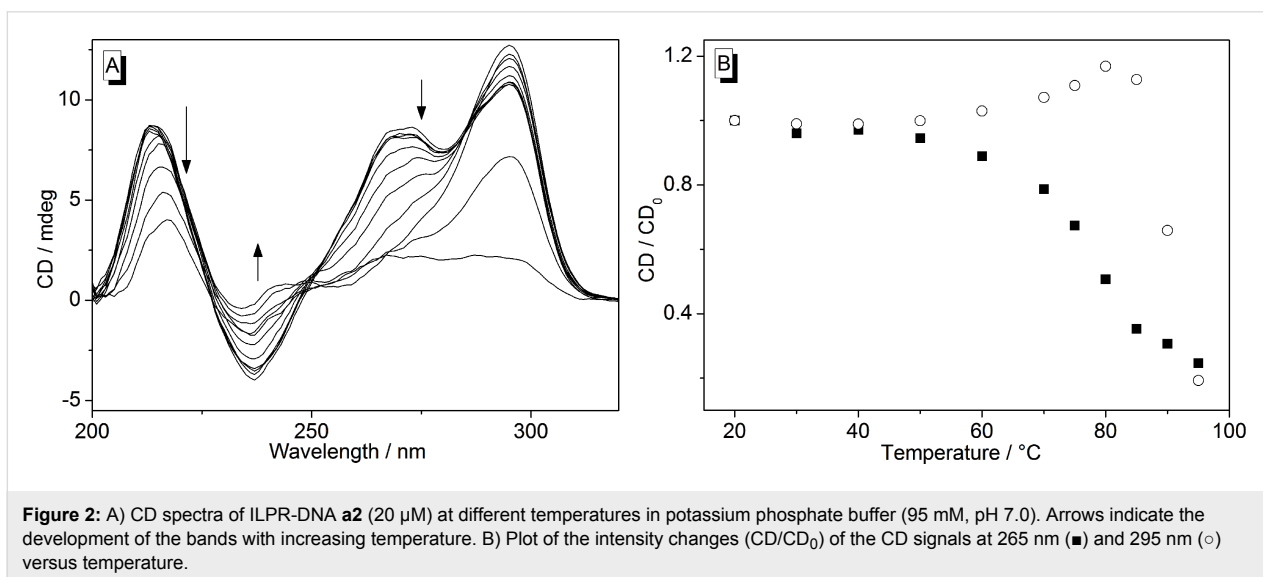 A
10
5
0
-5
CD / mdeg
200
250
300
Wavelength / nm
B
1.2
0.8
0.4
CD / CD₀
20
40
60
80
100
Temperature / °C
Figure 2: A) CD spectra of ILPR-DNA a2 (20 µM) at different temperatures in potassium phosphate buffer (95 mM, pH 7.0). Arrows indicate the
development of the bands with increasing temperature. B) Plot of the intensity changes (CD/CD₀) of the CD signals at 265 nm (■) and 295 nm (○)
versus temperature.